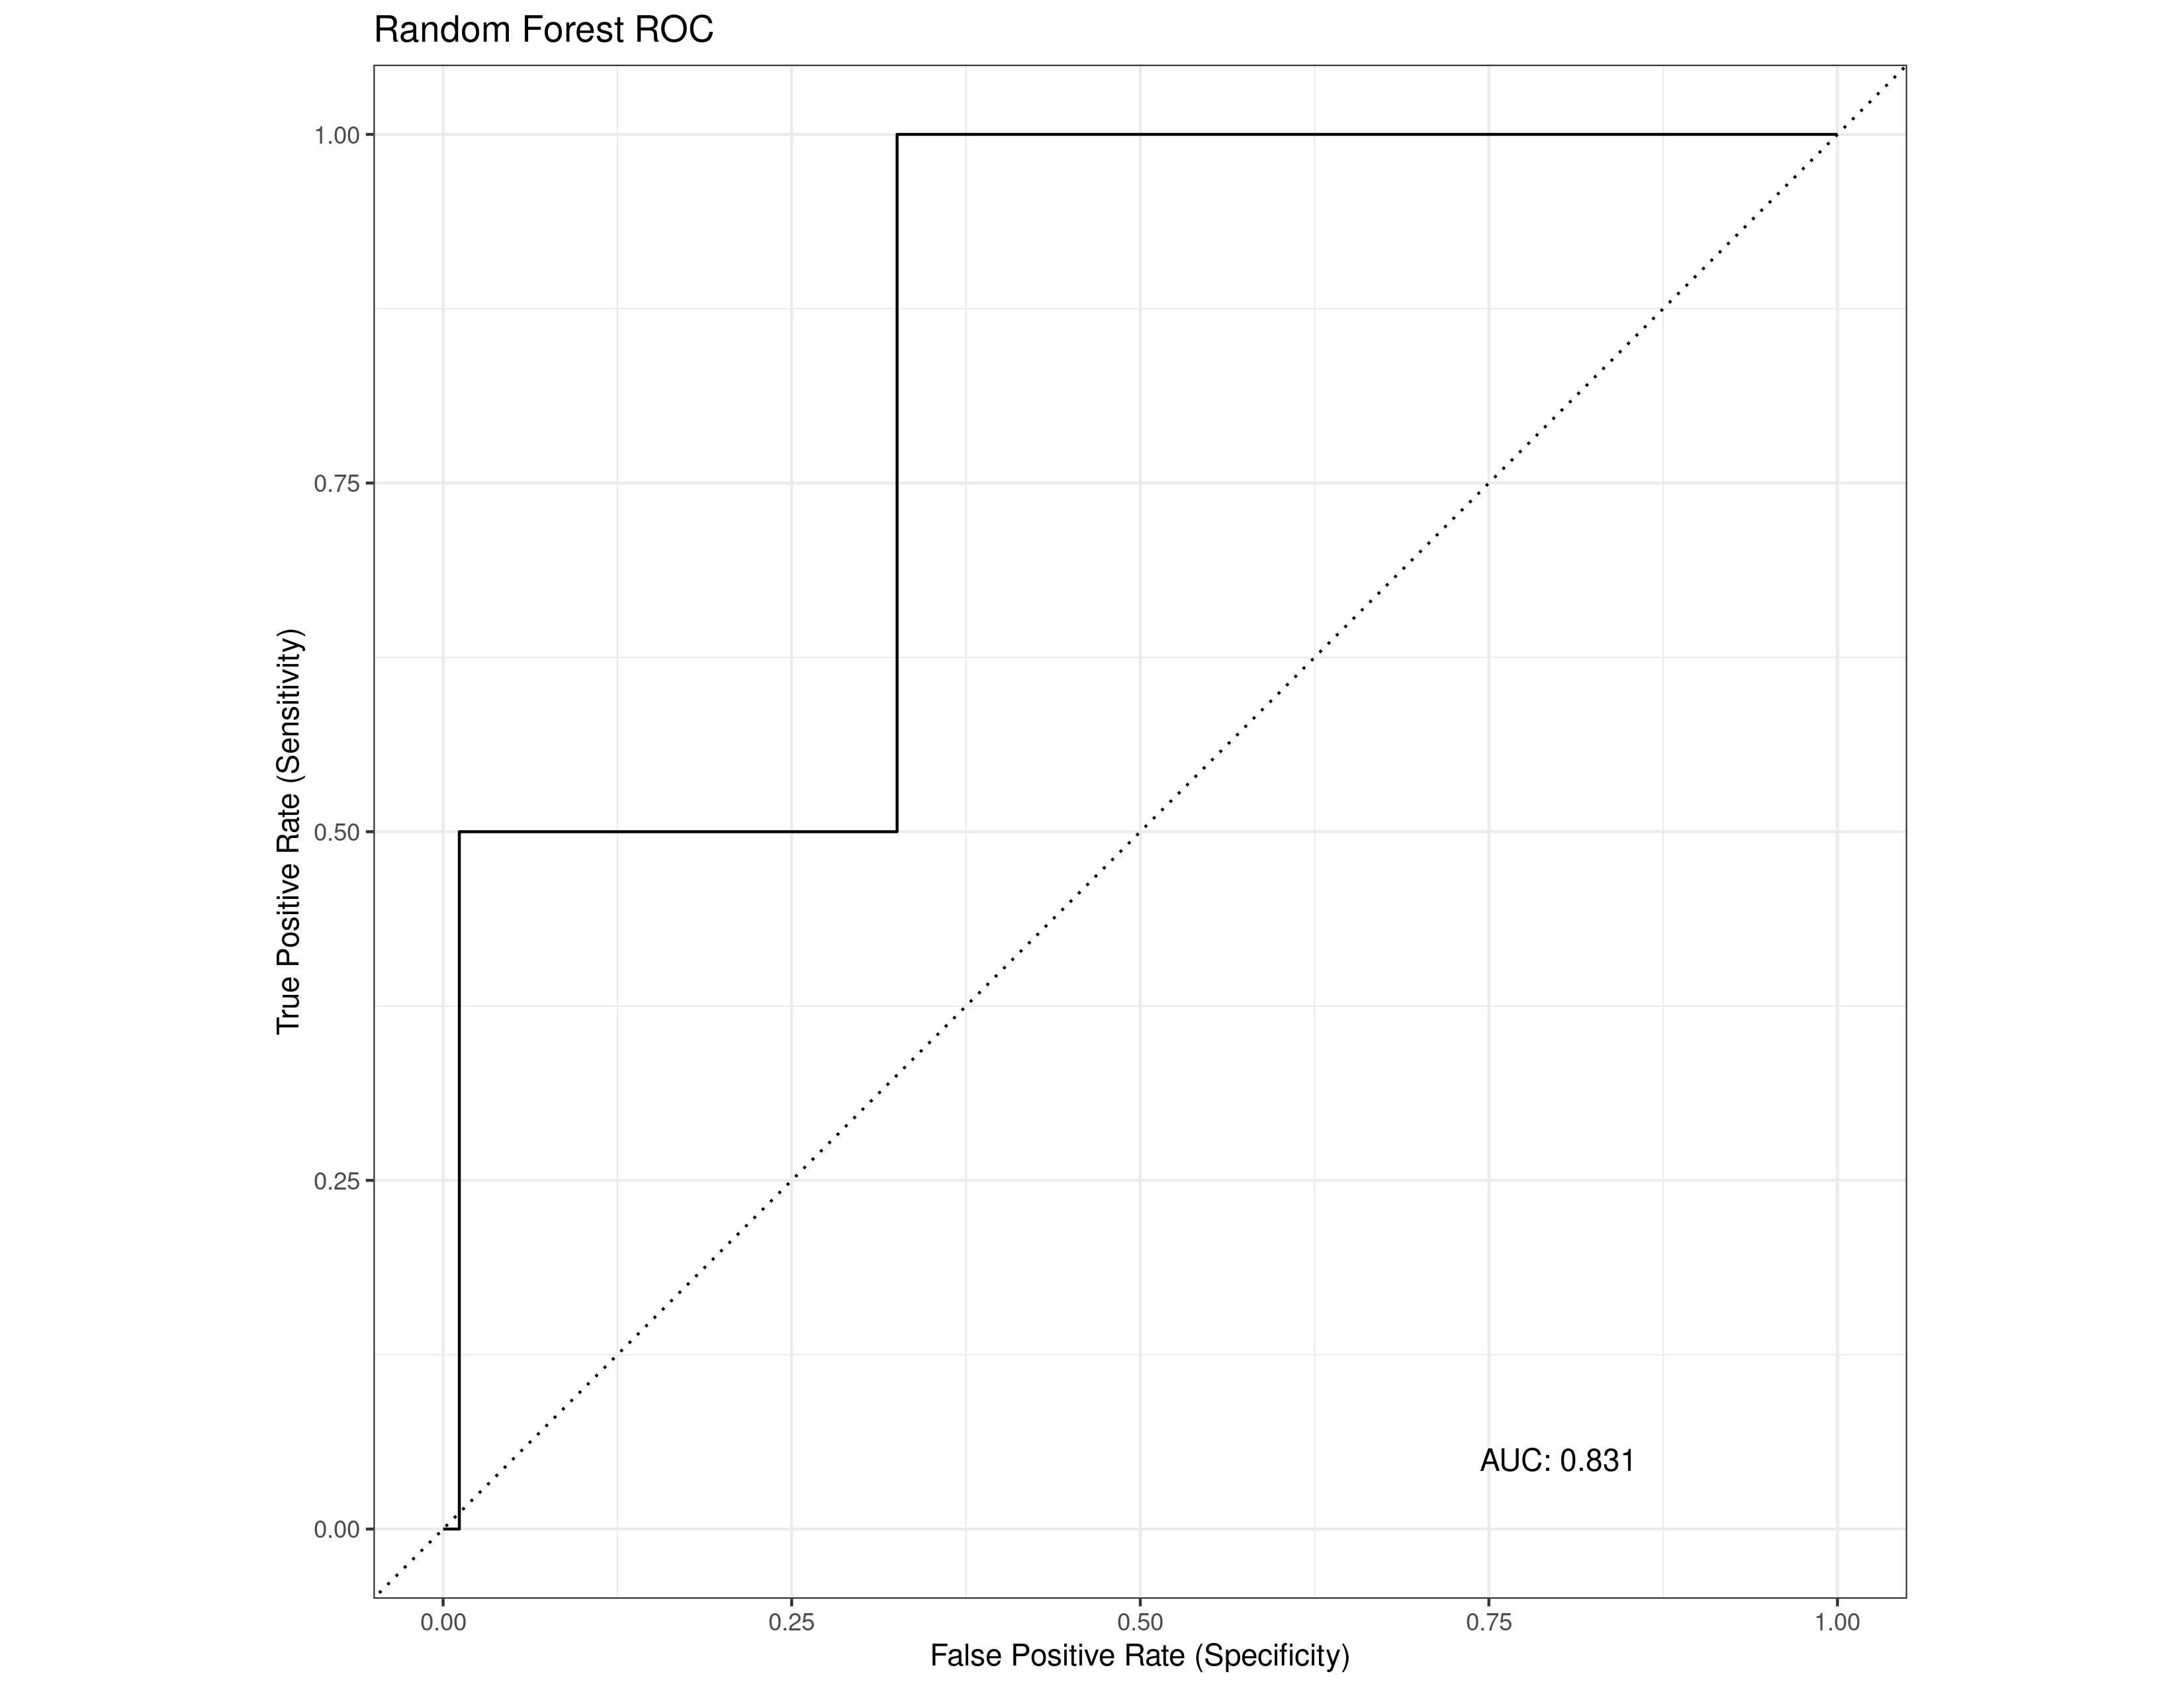 Random Forest ROC
True Positive Rate (Sensitivity)
1.00
0.75
0.50
0.25
0.00
AUC: 0.831
0.00 0.25 0.50 0.75 1.00
False Positive Rate (Specificity)